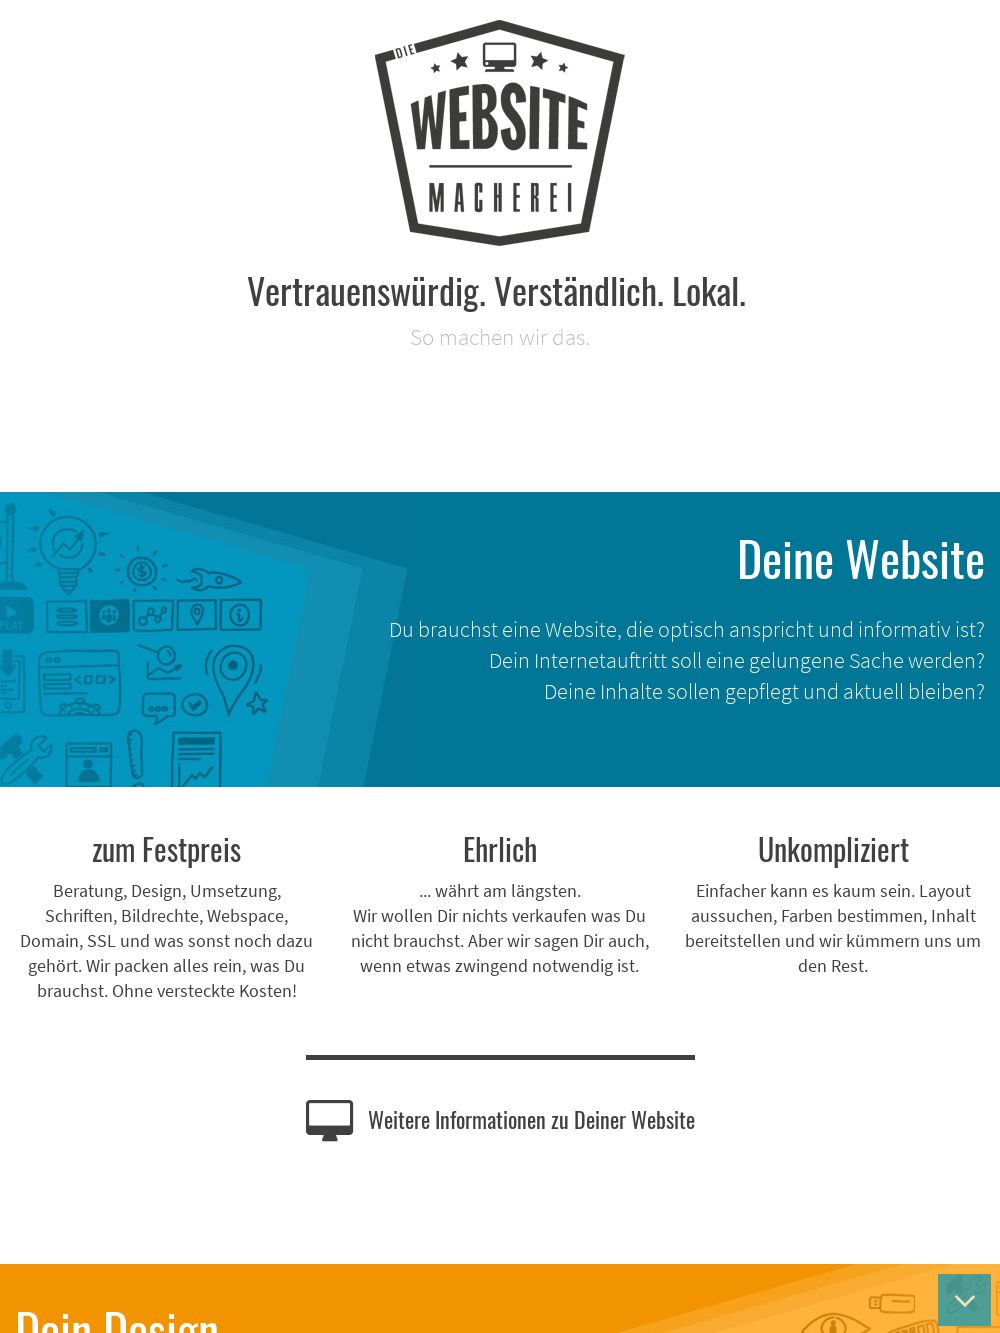 DIE
WEBSITE
MACHEREI
Vertrauenswürdig. Verständlich. Lokal.
So machen wir das.
Deine Website
Du brauchst eine Website, die optisch anspricht und informativ ist?
Dein Internetauftritt soll eine gelungene Sache werden?
Deine Inhalte sollen gepflegt und aktuell bleiben?
PLAY
zum Festpreis
Beratung, Design, Umsetzung,
Schriften, Bildrechte, Webspace,
Domain, SSL und was sonst noch dazu
gehört. Wir packen alles rein, was Du
brauchst. Ohne versteckte Kosten!
Ehrlich
... währt am längsten.
Wir wollen Dir nichts verkaufen was Du
nicht brauchst. Aber wir sagen Dir auch,
wenn etwas zwingend notwendig ist.
Unkompliziert
Einfacher kann es kaum sein. Layout
aussuchen, Farben bestimmen, Inhalt
bereitstellen und wir kümmern uns um
den Rest.
Weitere Informationen zu Deiner Website
Dein Design